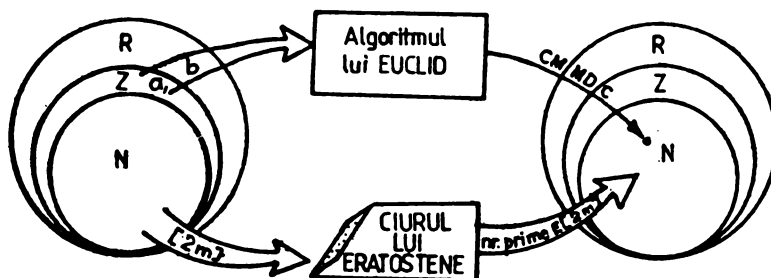 R
Z
N
a,
b
Algoritmul
lui EUCLID
CMMDC
R
Z
N
[2m]
CIURUL
LUI
ERATOSTENE
nr. prime ∈[2m]